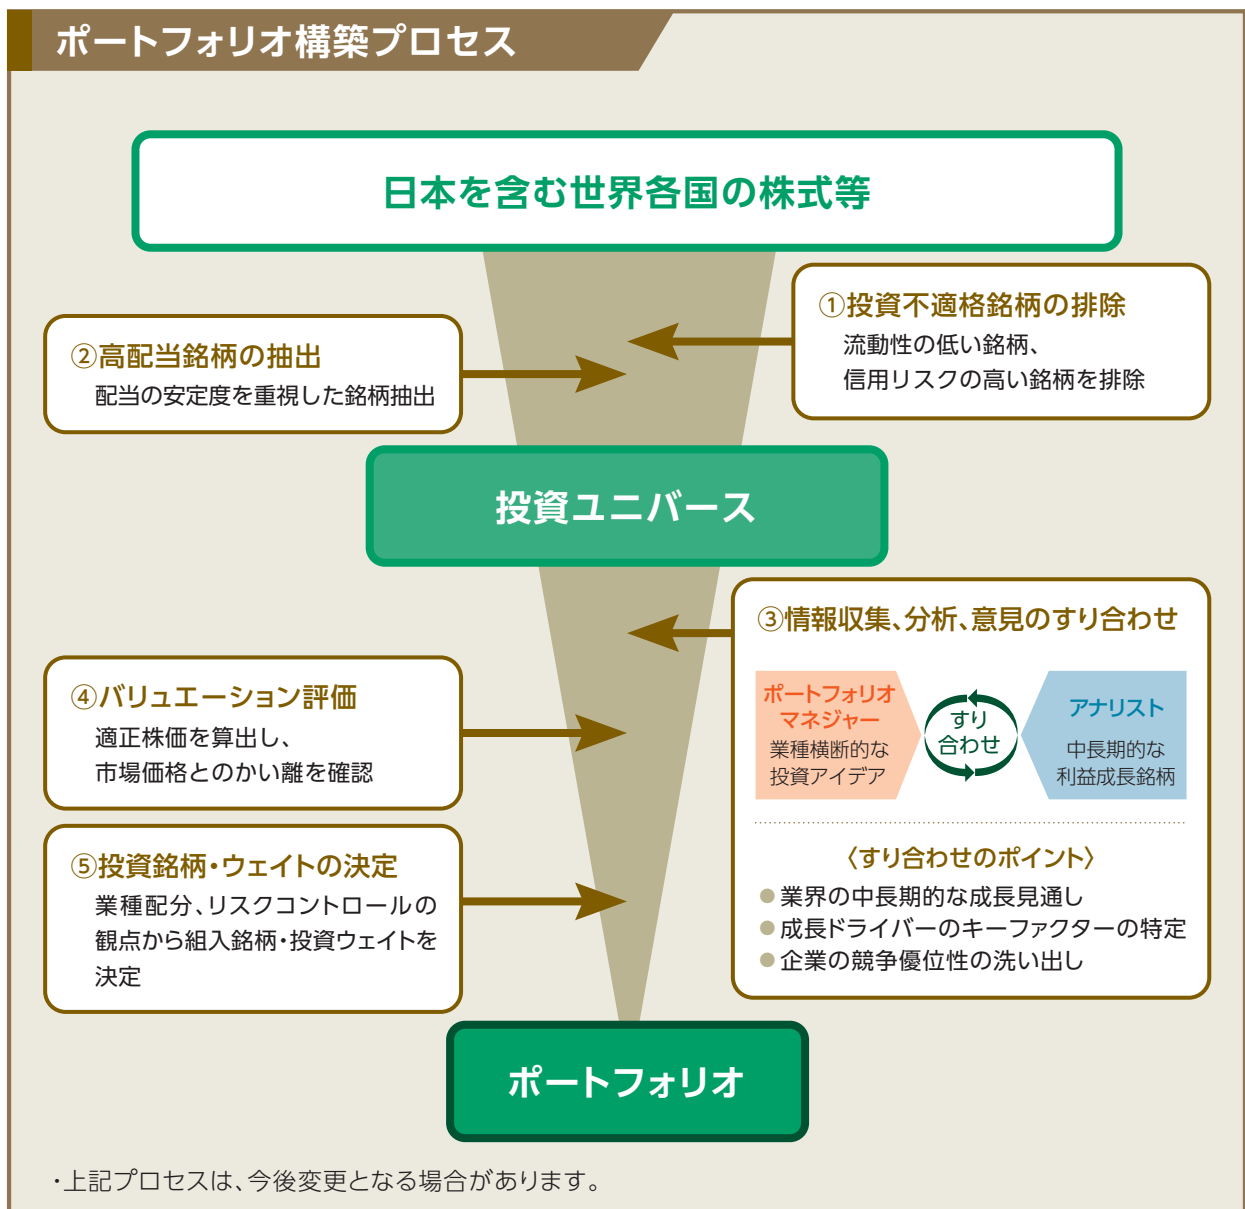 ポートフォリオ構築プロセス
日本を含む世界各国の株式等
①投資不適格銘柄の排除
流動性の低い銘柄、
信用リスクの高い銘柄を排除
②高配当銘柄の抽出
配当の安定度を重視した銘柄抽出
投資ユニバース
③情報収集、分析、意見のすり合わせ
ポートフォリオ
マネジャー
業種横断的な
投資アイデア
すり
合わせ
アナリスト
中長期的な
利益成長銘柄
〈すり合わせのポイント〉
●業界の中長期的な成長見通し
●成長ドライバーのキーファクターの特定
●企業の競争優位性の洗い出し
④バリュエーション評価
適正株価を算出し、
市場価格とのかい離を確認
⑤投資銘柄・ウェイトの決定
業種配分、リスクコントロールの
観点から組入銘柄・投資ウェイトを
決定
ポートフォリオ
・上記プロセスは、今後変更となる場合があります。